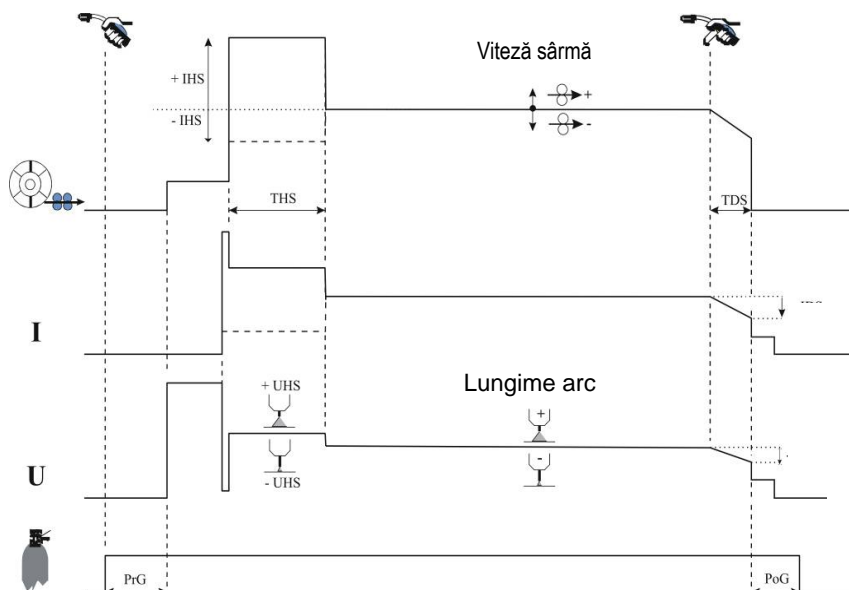 Viteză sârmă
+ IHS
- IHS
+
-
THS
TDS
I
Lungime arc
+ UHS
+
-
- UHS
U
PrG
PoG